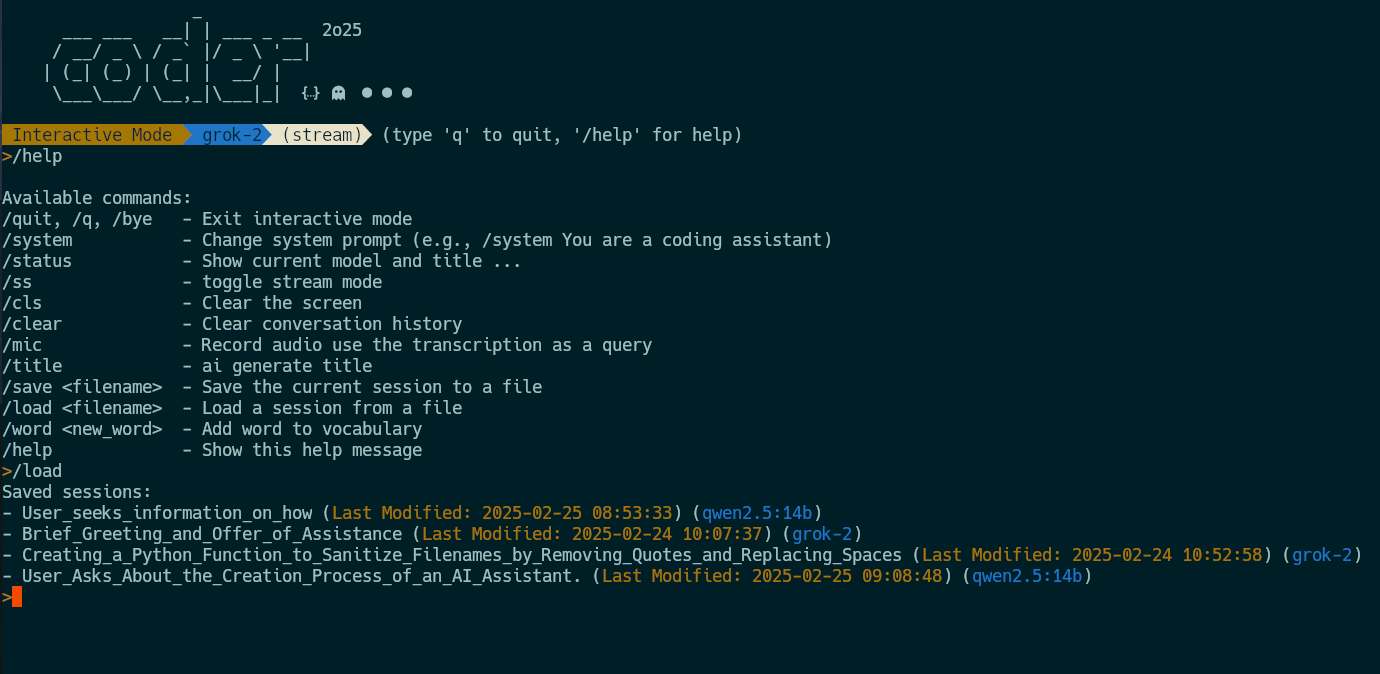 coder 2o25
{…}
Interactive Mode grok-2 (stream) (type 'q' to quit, '/help' for help)
>/help
Available commands:
/quit, /q, /bye   - Exit interactive mode
/system           - Change system prompt (e.g., /system You are a coding assistant)
/status           - Show current model and title ...
/ss               - toggle stream mode
/cls              - Clear the screen
/clear            - Clear conversation history
/mic              - Record audio use the transcription as a query
/title            - ai generate title
/save <filename>  - Save the current session to a file
/load <filename>  - Load a session from a file
/word <new_word>  - Add word to vocabulary
/help             - Show this help message
>/load
Saved sessions:
- User_seeks_information_on_how (Last Modified: 2025-02-25 08:53:33) (qwen2.5:14b)
- Brief_Greeting_and_Offer_of_Assistance (Last Modified: 2025-02-24 10:07:37) (grok-2)
- Creating_a_Python_Function_to_Sanitize_Filenames_by_Removing_Quotes_and_Replacing_Spaces (Last Modified: 2025-02-24 10:52:58) (grok-2)
- User_Asks_About_the_Creation_Process_of_an_AI_Assistant. (Last Modified: 2025-02-25 09:08:48) (qwen2.5:14b)
>